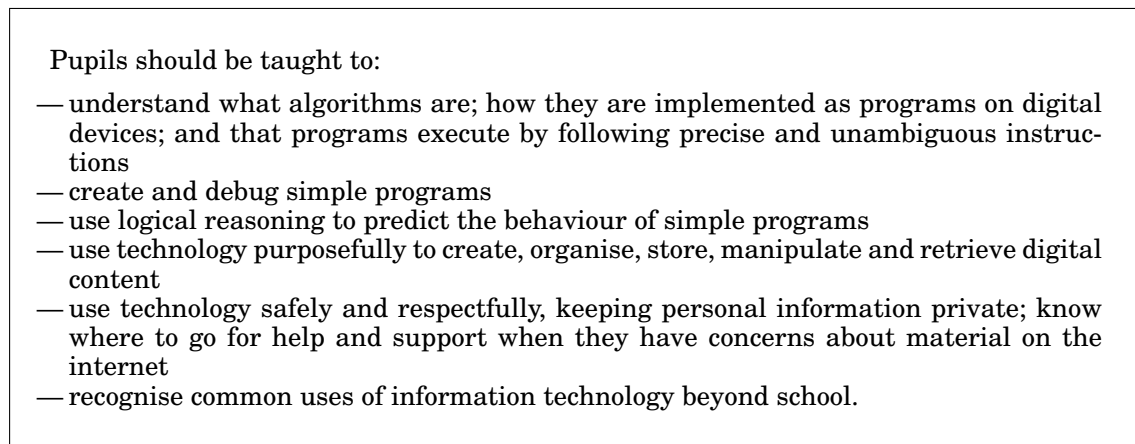 Pupils should be taught to:
— understand what algorithms are; how they are implemented as programs on digital
devices; and that programs execute by following precise and unambiguous instruc-
tions
— create and debug simple programs
— use logical reasoning to predict the behaviour of simple programs
— use technology purposefully to create, organise, store, manipulate and retrieve digital
content
— use technology safely and respectfully, keeping personal information private; know
where to go for help and support when they have concerns about material on the
internet
— recognise common uses of information technology beyond school.